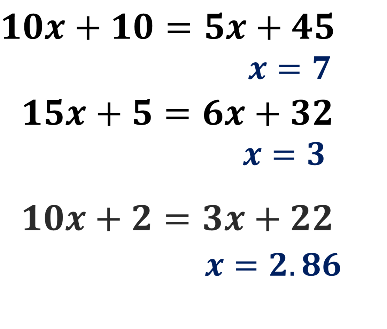 10x + 10 = 5x + 45
x = 7
15x + 5 = 6x + 32
x = 3
10x + 2 = 3x + 22
x = 2.86